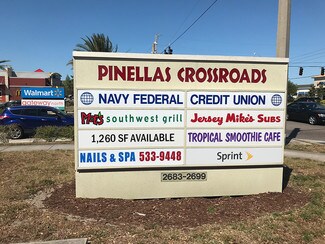 PINELLAS CROSSROADS
NAVY FEDERAL CREDIT UNION
Moe's southwest grill
Jersey Mike's SUBS
1,260 SF AVAILABLE
TROPICAL SMOOTHIE CAFE
NAILS & SPA 533-9448
Sprint
2683-2699
Walmart
gateway